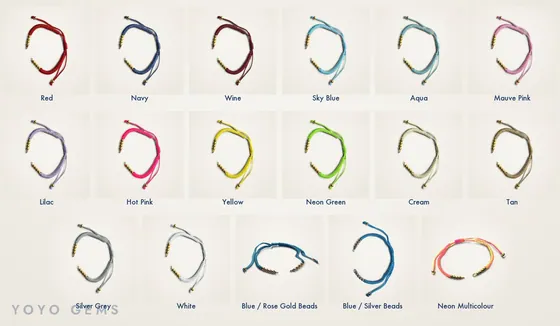 Red
Navy
Wine
Sky Blue
Aqua
Mauve Pink
Lilac
Hot Pink
Yellow
Neon Green
Cream
Tan
Silver Grey
White
Blue / Rose Gold Beads
Blue / Silver Beads
Neon Multicolour
YOYO GEMS